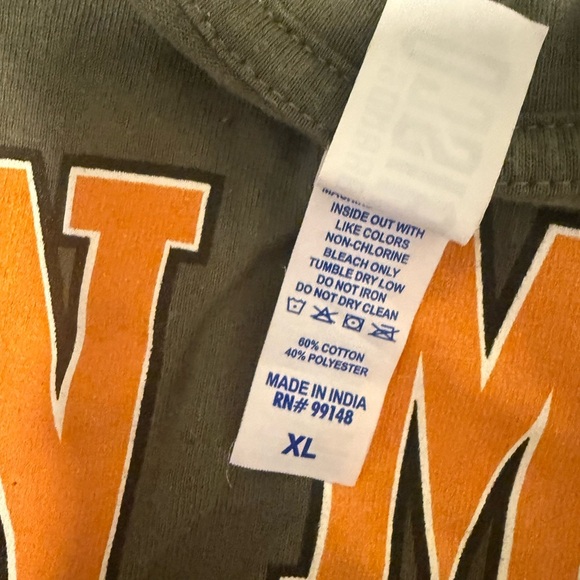 INSIDE OUT WITH
LIKE COLORS
NON-CHLORINE
BLEACH ONLY
TUMBLE DRY LOW
DO NOT IRON
DO NOT DRY CLEAN
60% COTTON
40% POLYESTER
MADE IN INDIA
RN# 99148
XL
N M